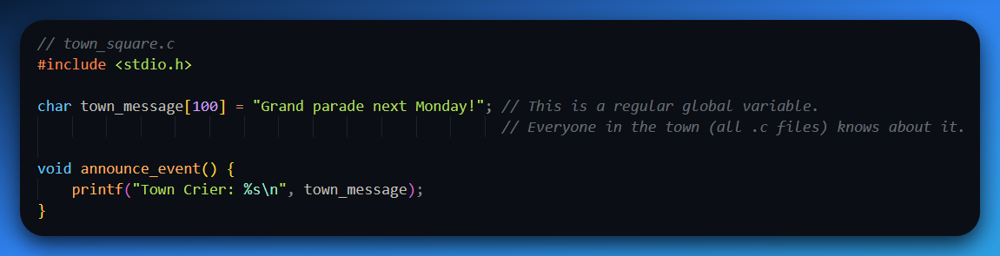 // town_square.c
#include <stdio.h>
char town_message[100] = "Grand parade next Monday!"; // This is a regular global variable.
// Everyone in the town (all .c files) knows about it.
void announce_event() {
printf("Town Crier: %s\n", town_message);
}